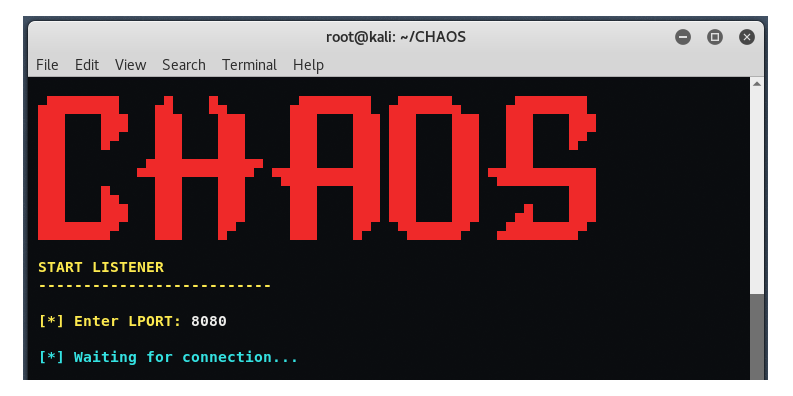 root@kali: ~/CHAOS
File Edit View Search Terminal Help
CHAOS
START LISTENER
--------------------------
[*] Enter LPORT: 8080
[*] Waiting for connection...